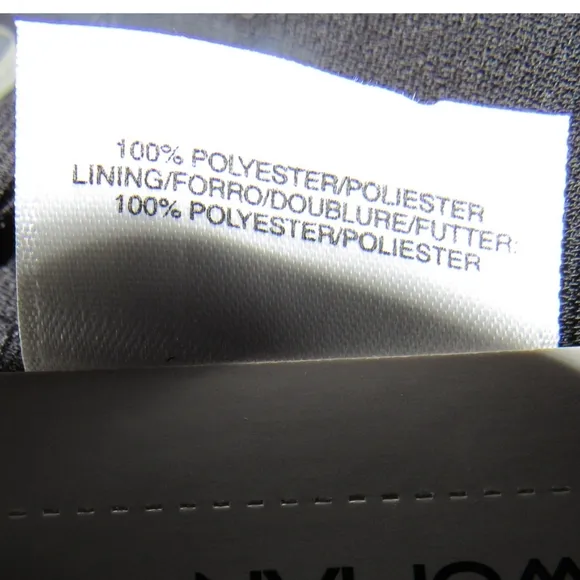 100% POLYESTER/POLIESTER
LINING/FORRO/DOUBLURE/FUTTER:
100% POLYESTER/POLIESTER